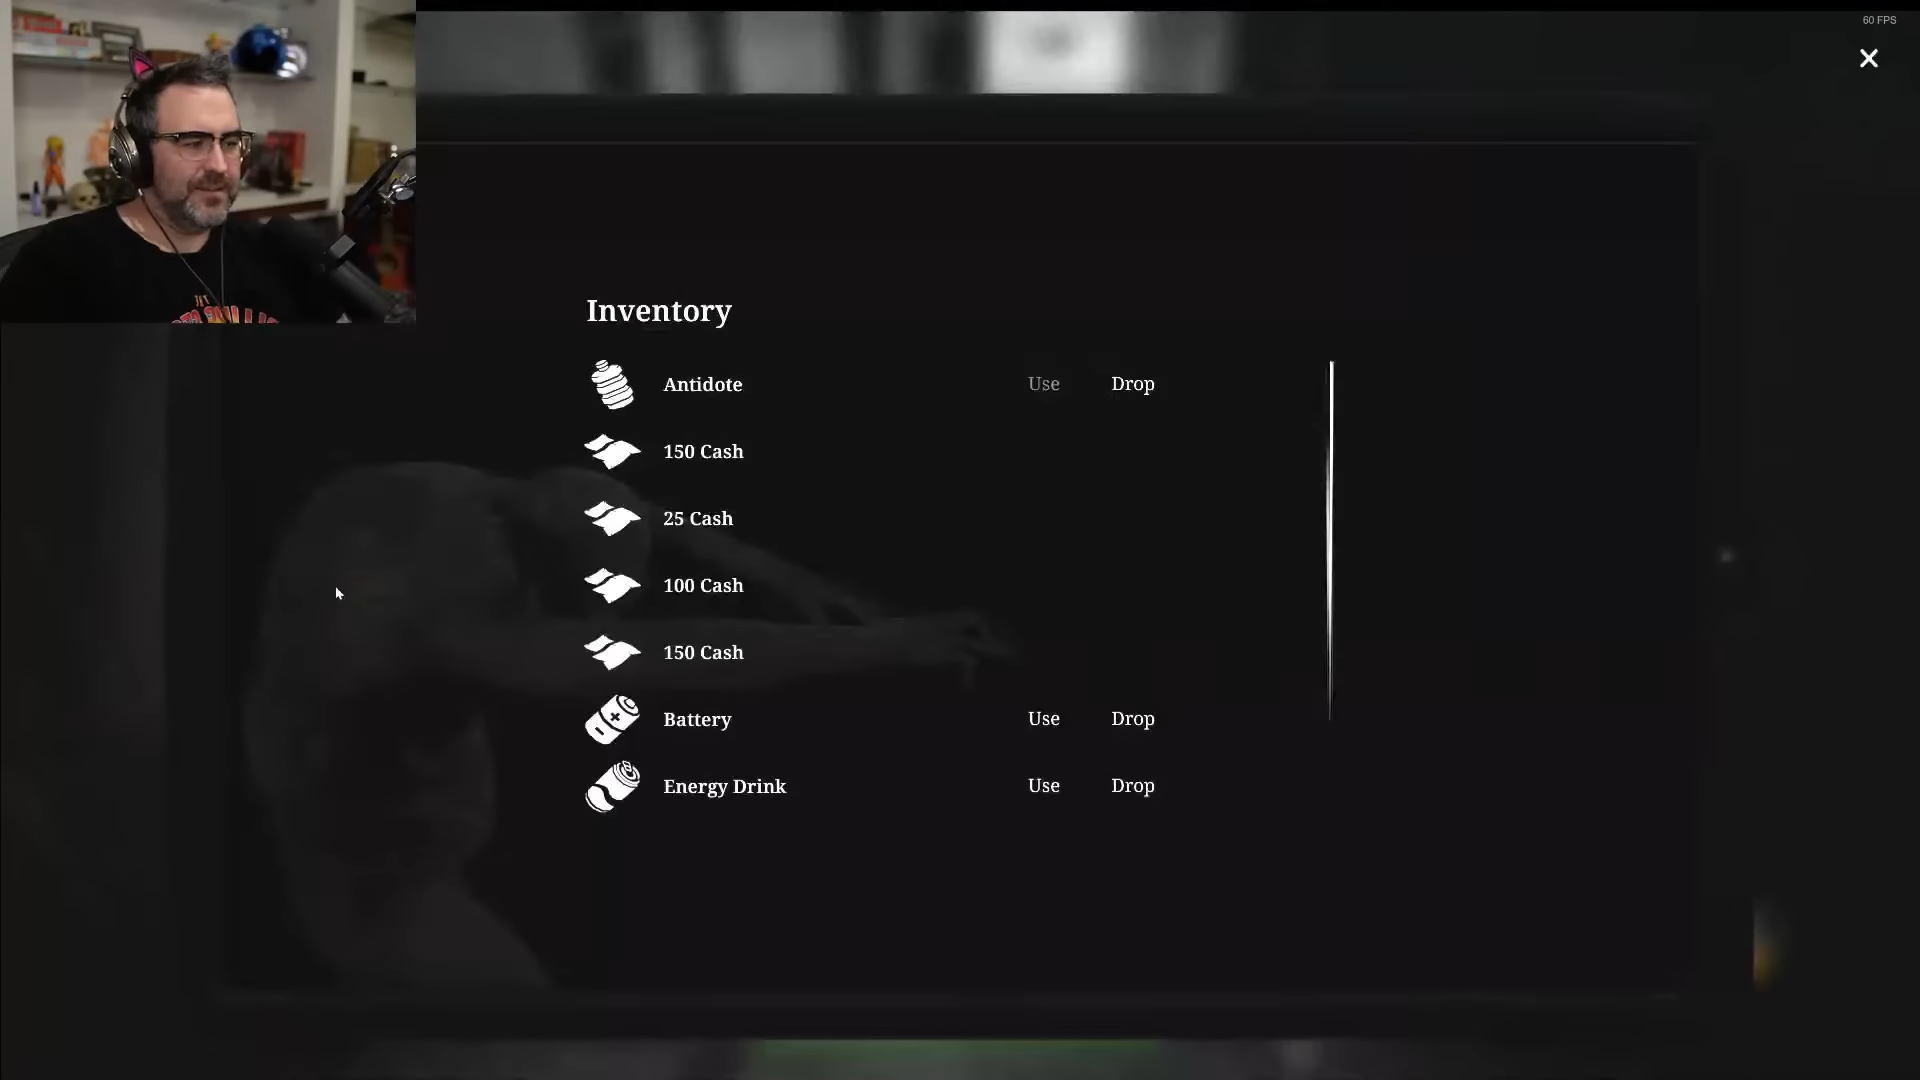 60 FPS
Inventory
Antidote Use Drop
150 Cash
25 Cash
100 Cash
150 Cash
Battery Use Drop
Energy Drink Use Drop